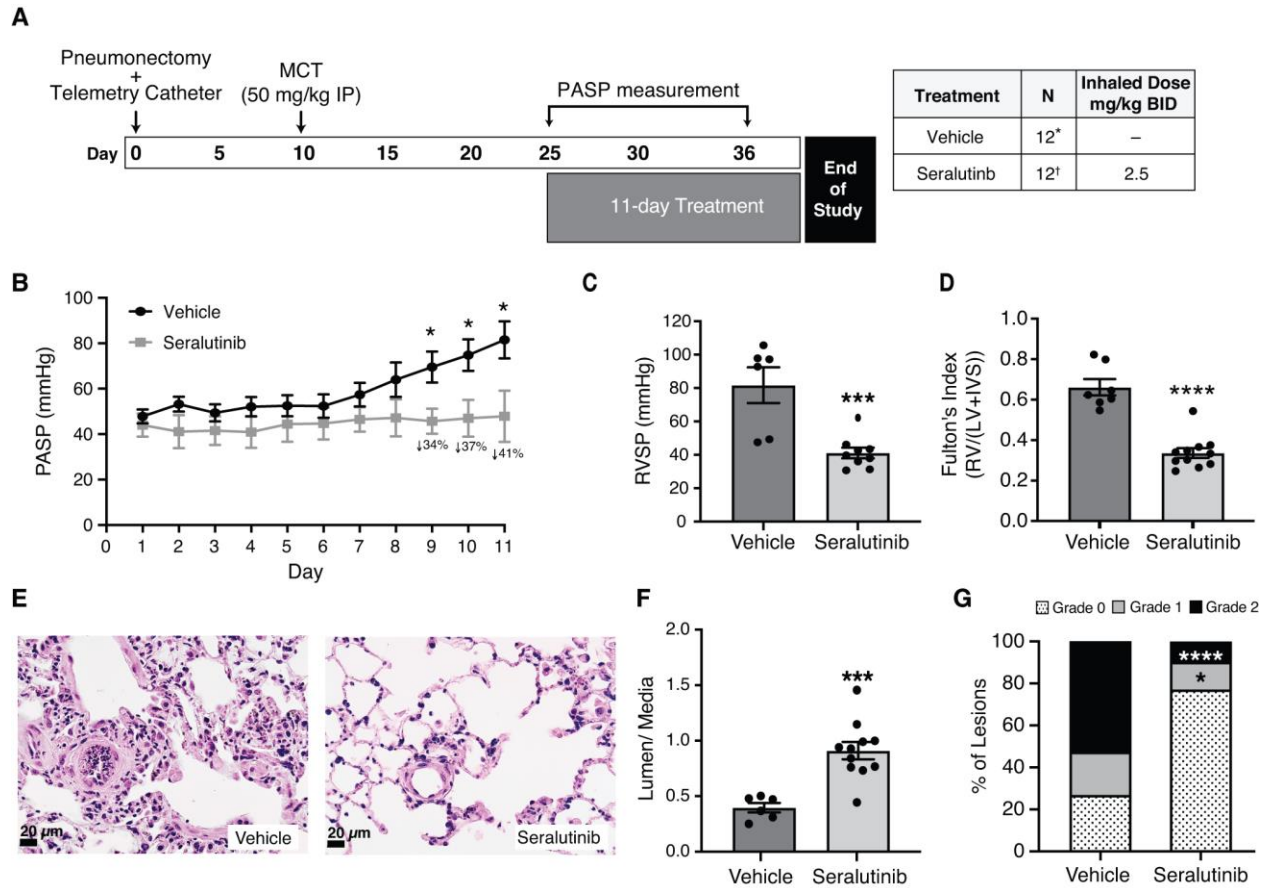 A
Pneumonectomy
+
Telemetry Catheter
MCT
(50 mg/kg IP)
PASP measurement
Day 0 5 10 15 20 25 30 36
11-day Treatment
End
of
Study
Treatment N Inhaled Dose
mg/kg BID
Vehicle 12* –
Seralutinb 12† 2.5
B
PASP (mmHg)
100
80
60
40
20
0
Vehicle
Seralutinib
* * *
↓34% ↓37% ↓41%
0 1 2 3 4 5 6 7 8 9 10 11
Day
C
RVSP (mmHg)
120
100
80
60
40
20
0
***
Vehicle Seralutinib
D
Fulton's Index
(RV/(LV+IVS))
1.0
0.8
0.6
0.4
0.2
0.0
****
Vehicle Seralutinib
E
20 µm
Vehicle
20 µm
Seralutinib
F
Lumen/ Media
2.0
1.5
1.0
0.5
0.0
***
Vehicle Seralutinib
G
Grade 0 Grade 1 Grade 2
% of Lesions
100
80
60
40
20
0
****
*
Vehicle Seralutinib